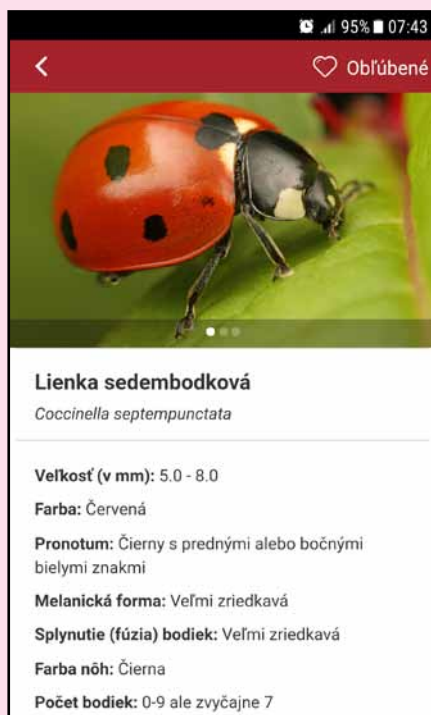 95% 07:43
Obľúbené
Lienka sedembodková
Coccinella septempunctata
Veľkosť (v mm): 5.0 - 8.0
Farba: Červená
Pronotum: Čierny s prednými alebo bočnými
bielymi znakmi
Melanická forma: Veľmi zriedkavá
Splynutie (fúzia) bodiek: Veľmi zriedkavá
Farba nôh: Čierna
Počet bodiek: 0-9 ale zvyčajne 7